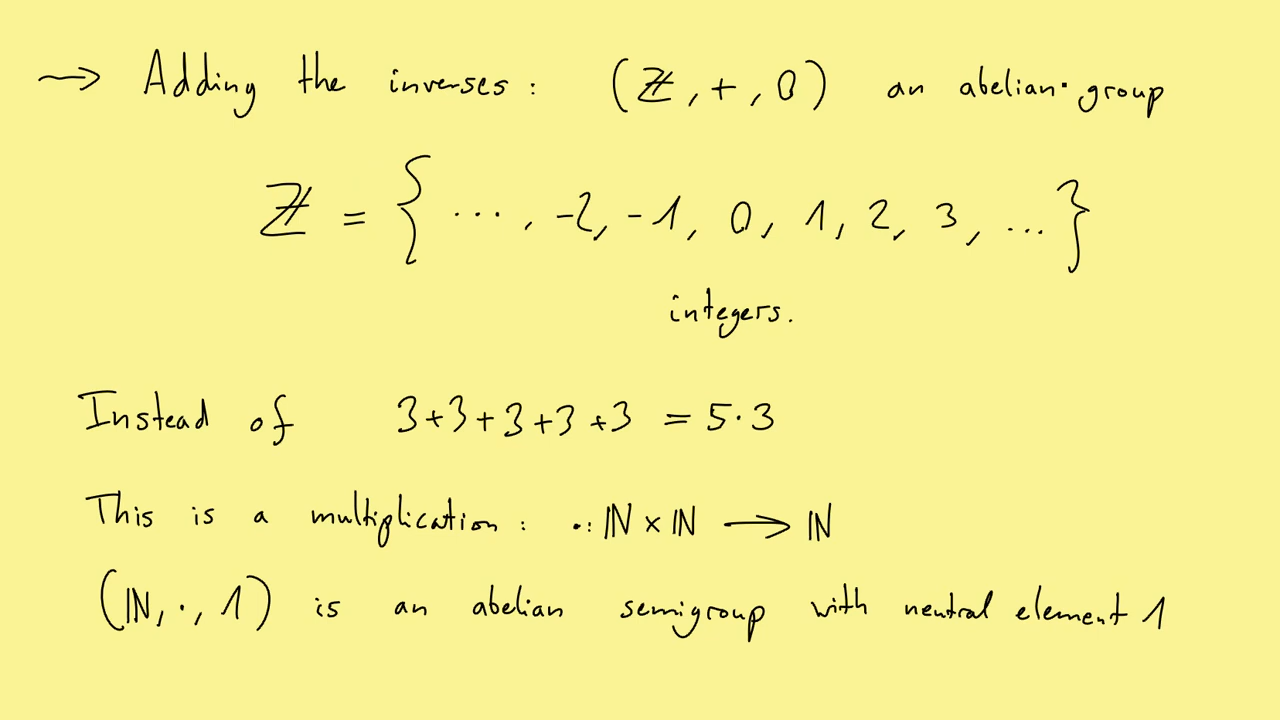 → Adding the inverses: (ℤ, +, 0) an abelian group
ℤ = { ..., -2, -1, 0, 1, 2, 3, ... }
integers.
Instead of 3+3+3+3+3 = 5·3
This is a multiplication: ·: ℕ × ℕ → ℕ
(ℕ, ·, 1) is an abelian semigroup with neutral element 1